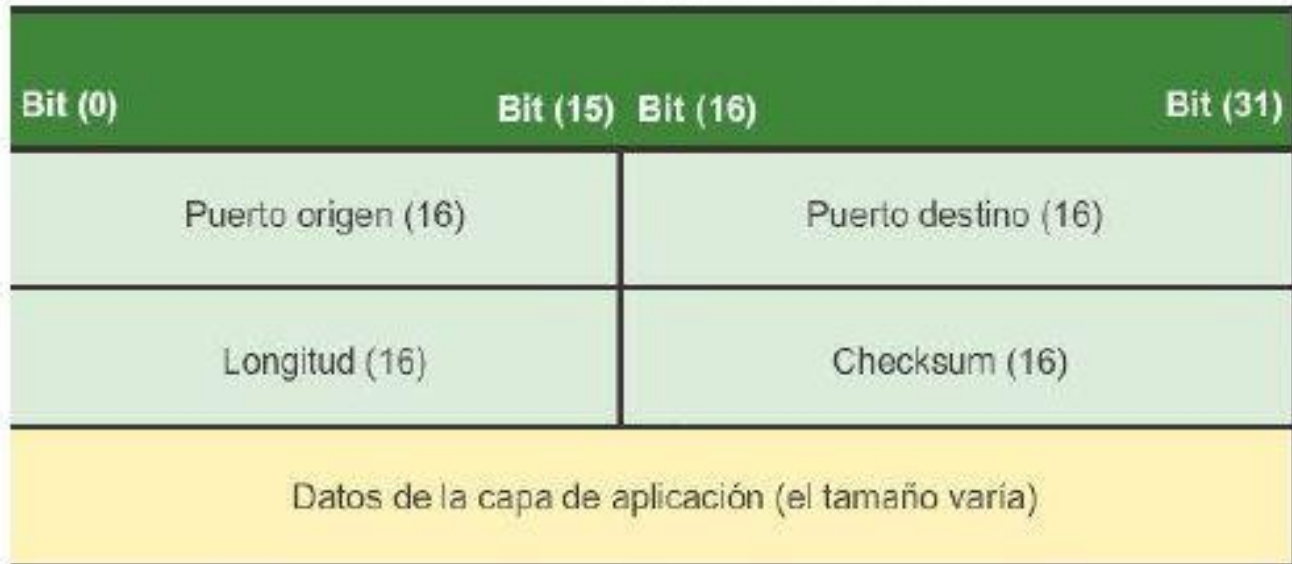 Bit (0) Bit (15) Bit (16) Bit (31)
Puerto origen (16) Puerto destino (16)
Longitud (16) Checksum (16)
Datos de la capa de aplicación (el tamaño varía)